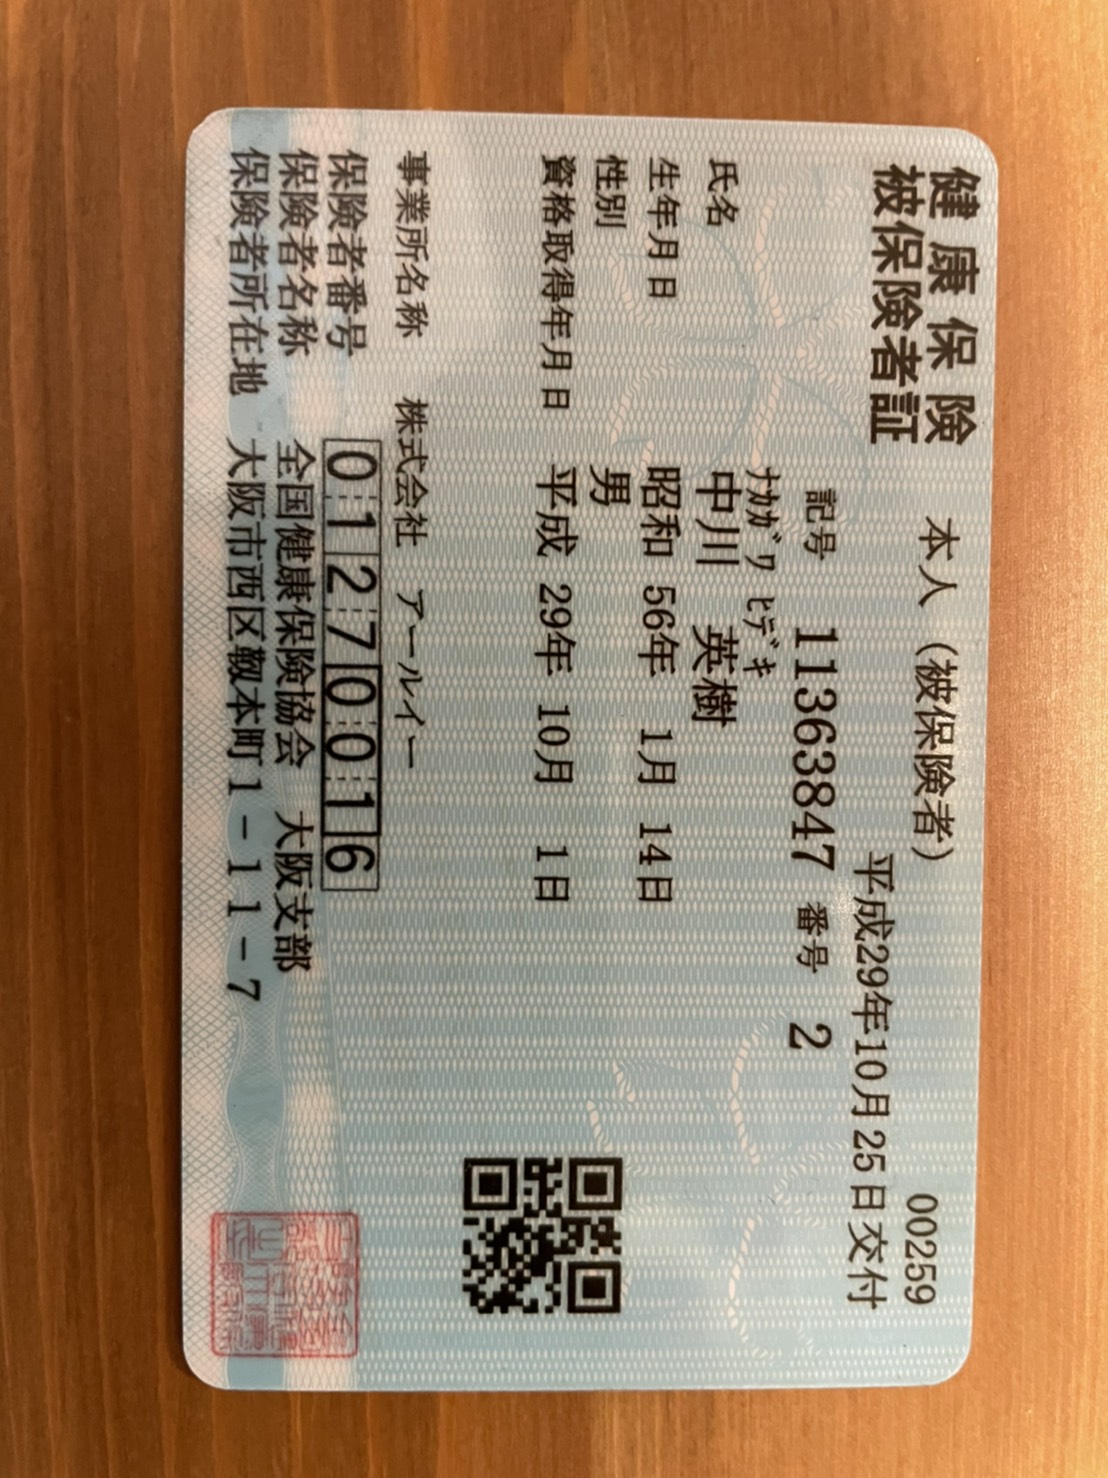 健康保険
被保険者証
本人（被保険者）
00259
平成29年10月25日交付
記号 11363847 番号 2
ﾅｶｶﾞﾜ ﾋﾃﾞｷ
氏名 中川 英樹
生年月日 昭和 56年 1月 14日
性別 男
資格取得年月日 平成 29年 10月 1日
事業所名称 株式会社 アールイー
保険者番号 01270016
保険者名称 全国健康保険協会 大阪支部
保険者所在地 大阪市西区靱本町1-11-7